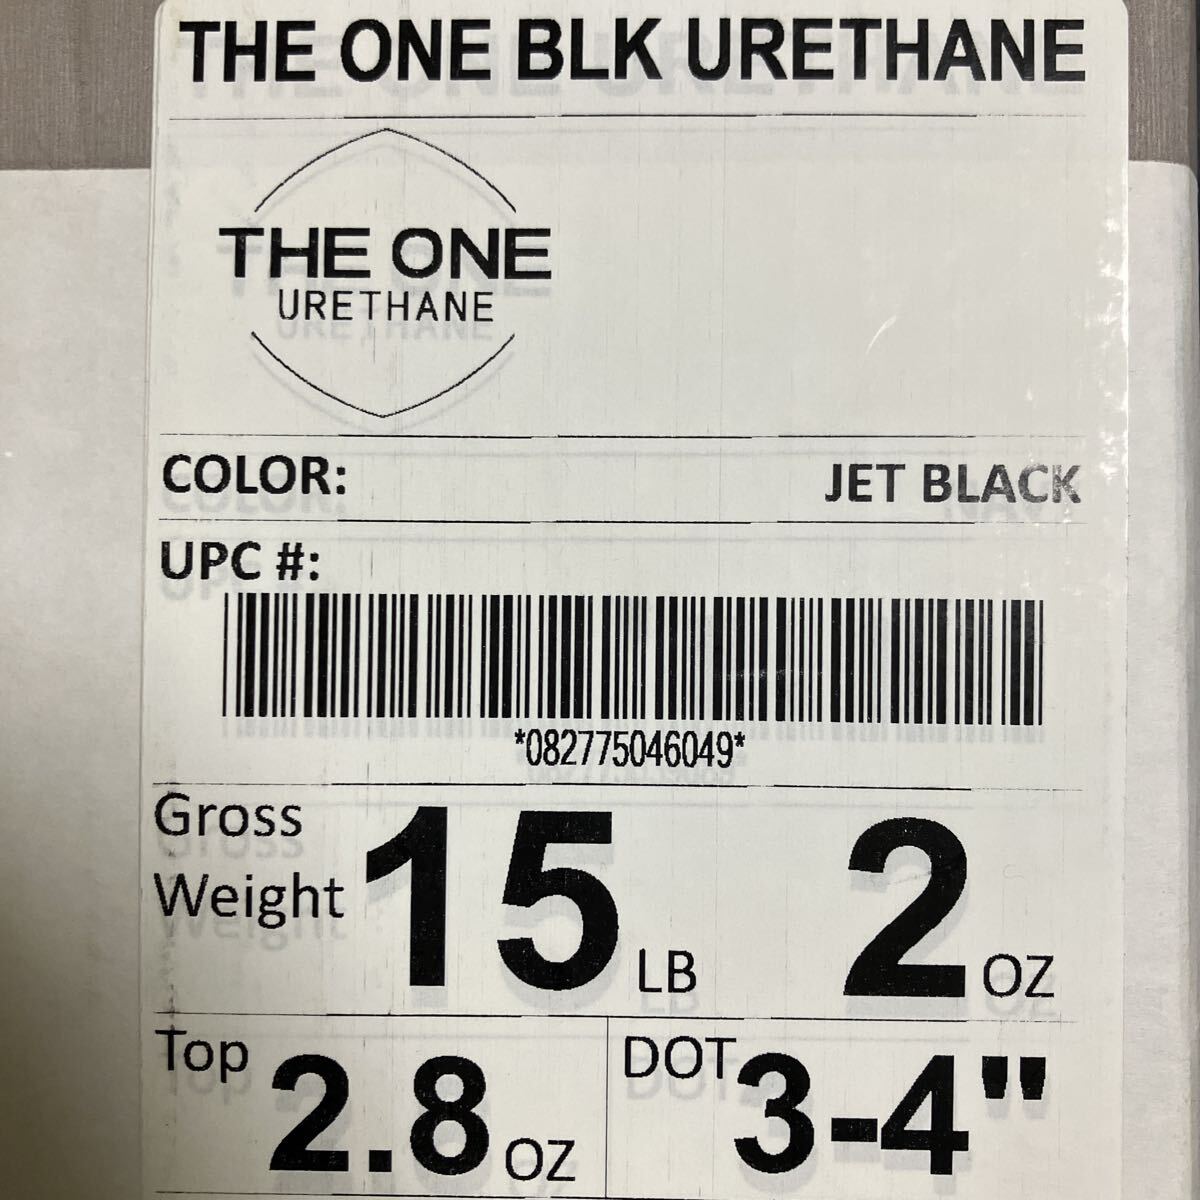 THE ONE BLK URETHANE
THE ONE
URETHANE
COLOR: JET BLACK
UPC #:
*082775046049*
Gross Weight 15 LB 2 OZ
Top 2.8 OZ DOT 3-4"